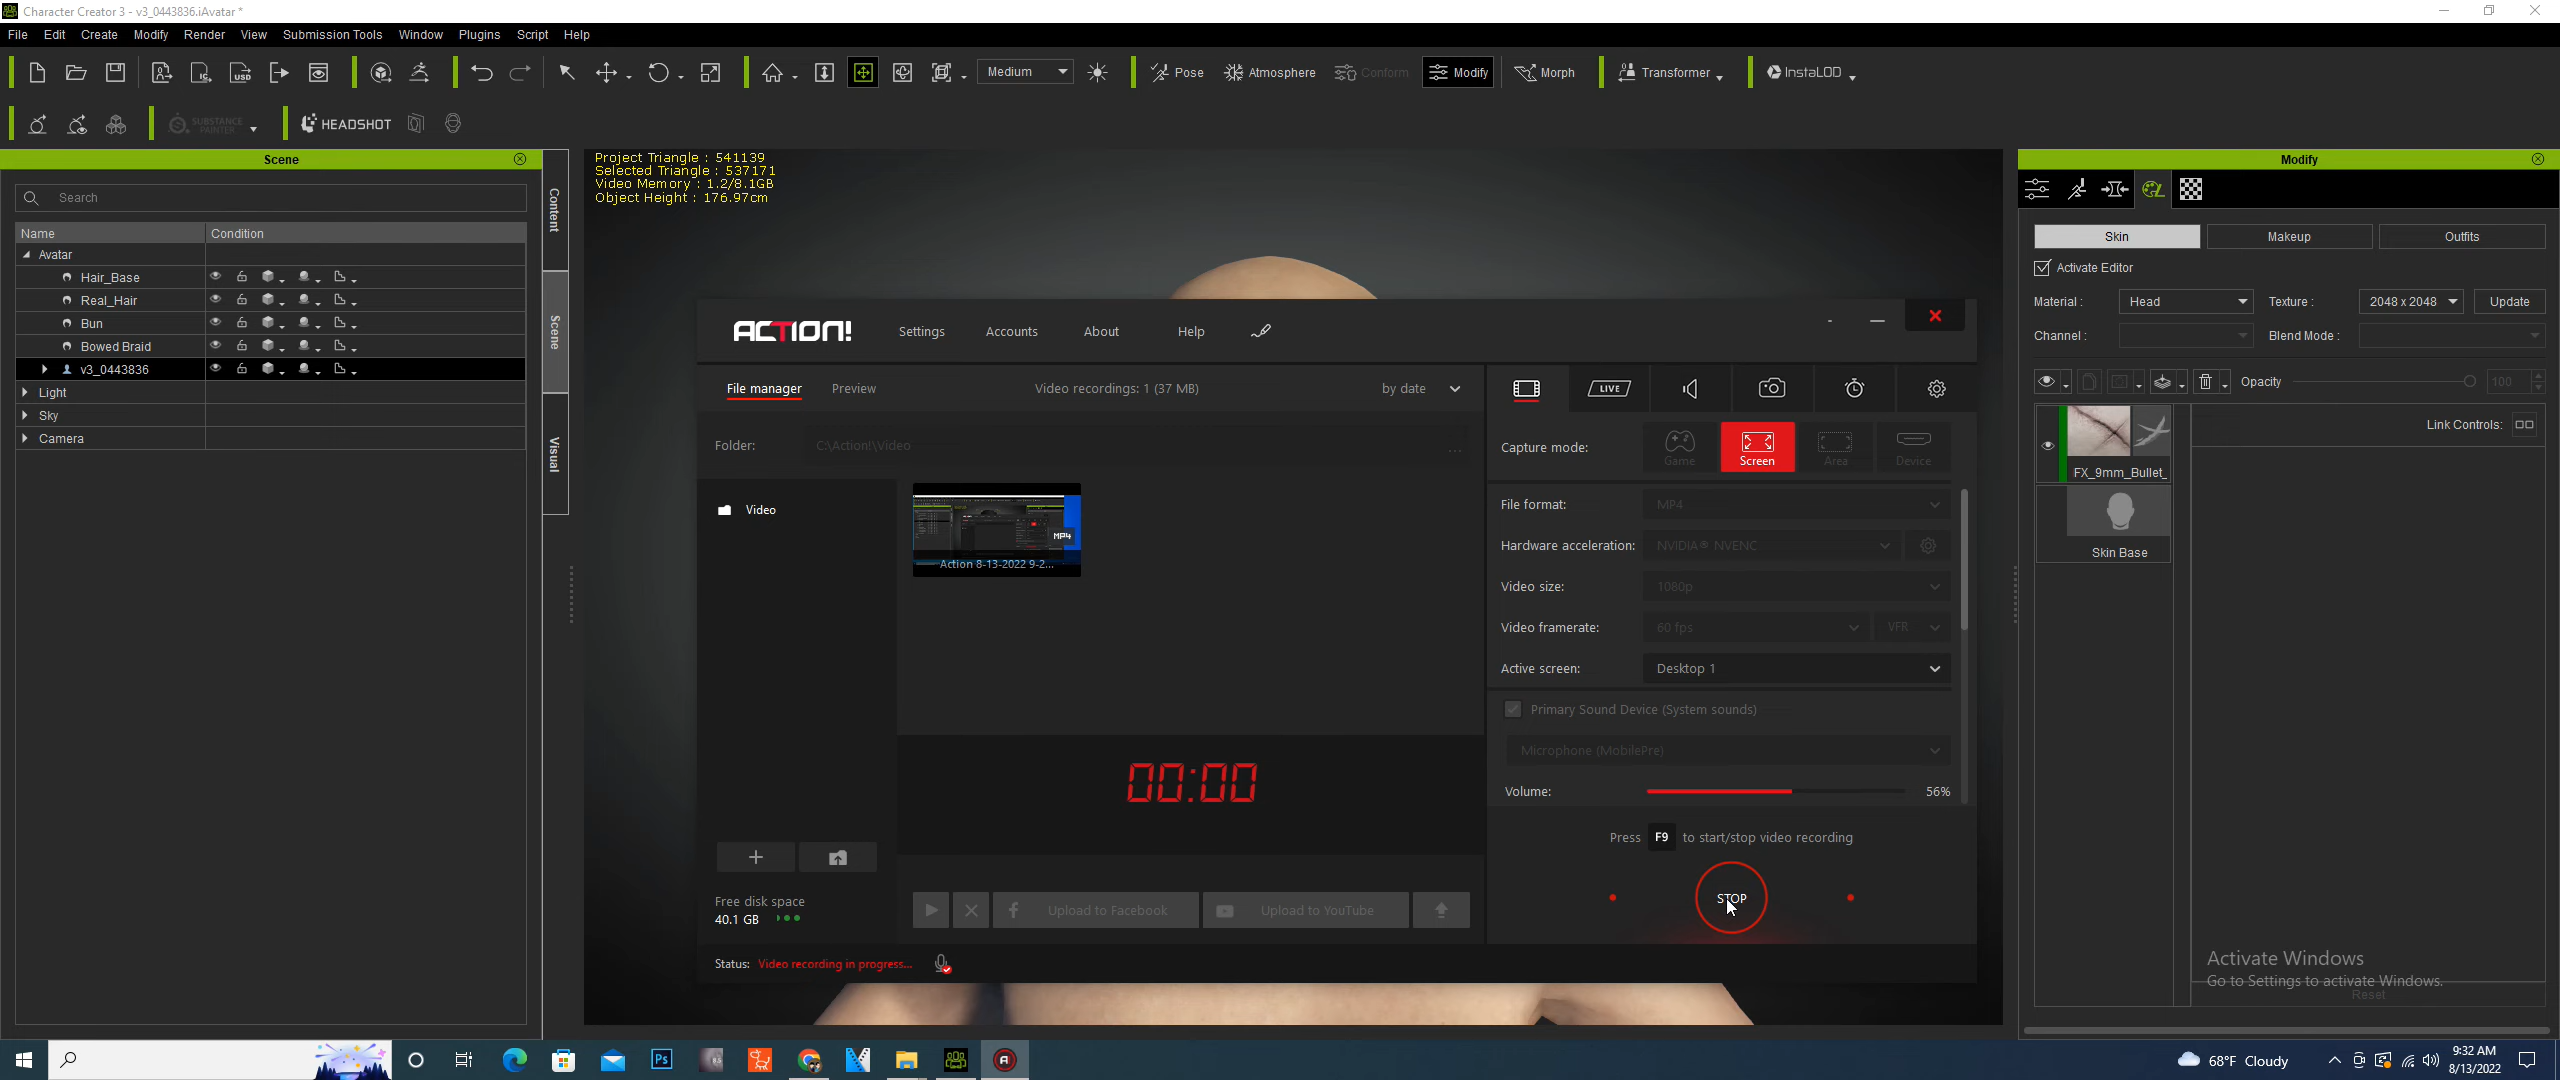 Character Creator 3 - v3_0443836.iAvatar *
File Edit Create Modify Render View Submission Tools Window Plugins Script Help
Medium
Pose
Atmosphere
Conform
Modify
Morph
Transformer
InstaLOD
SUBSTANCE PAINTER
HEADSHOT
Scene
Search
Name Condition
Avatar
Hair_Base
Real_Hair
Bun
Bowed Braid
v3_0443836
Light
Sky
Camera
Content
Scene
Visual
Project Triangle : 541139
Selected Triangle : 537171
Video Memory : 1.2/8.1GB
Object Height : 176.97cm
ACTION!
Settings Accounts About Help
File manager Preview Video recordings: 1 (37 MB) by date
Folder: C:\Action!\Video ...
Video
MP4
Action 8-13-2022 9-2...
00:00
Free disk space
40.1 GB
Upload to Facebook
Upload to YouTube
Status: Video recording in progress...
LIVE
Capture mode: Game Screen Area Device
File format: MP4
Hardware acceleration: NVIDIA® NVENC
Video size: 1080p
Video framerate: 60 fps VFR
Active screen: Desktop 1
Primary Sound Device (System sounds)
Microphone (MobilePre)
Volume: 56%
Press F9 to start/stop video recording
STOP
Modify
Skin Makeup Outfits
Activate Editor
Material : Head Texture : 2048 x 2048 Update
Channel : Blend Mode :
Opacity 100
Link Controls:
FX_9mm_Bullet_
Skin Base
Activate Windows
Go to Settings to activate Windows.
Reset
Ps
68°F Cloudy
9:32 AM
8/13/2022